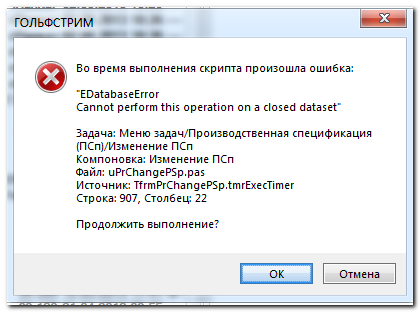 ГОЛЬФСТРИМ
Во время выполнения скрипта произошла ошибка:
"EDatabaseError
Cannot perform this operation on a closed dataset"
Задача: Меню задач/Производственная спецификация
(ПСп)/Изменение ПСп
Компоновка: Изменение ПСп
Файл: uPrChangePSp.pas
Источник: TfrmPrChangePSp.tmrExecTimer
Строка: 907, Столбец: 22
Продолжить выполнение?
OK
Отмена